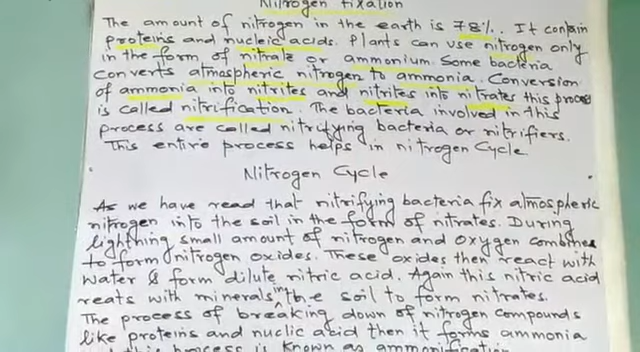 Nitrogen fixation
The amount of nitrogen in the earth is 78%. It contain
proteins and nucleic acids. Plants can use nitrogen only
in the form of nitrate or ammonium. Some bacteria
converts atmospheric nitrogen to ammonia. Conversion
of ammonia into nitrites and nitrites into nitrates this process
is called nitrification. The bacteria involved in this
process are called nitrifying bacteria or nitrifiers.
This entire process helps in nitrogen Cycle
Nitrogen Cycle
As we have read that nitrifying bacteria fix atmospheric
nitrogen into the soil in the form of nitrates. During
lightning small amount of nitrogen and oxygen combines
to form nitrogen oxides. These oxides then react with
water & form dilute nitric acid. Again this nitric acid
reats with minerals in the soil to form nitrates.
The process of breaking down of nitrogen compounds
like proteins and nuclic acid then it forms ammonia
and this process is known as ammonification